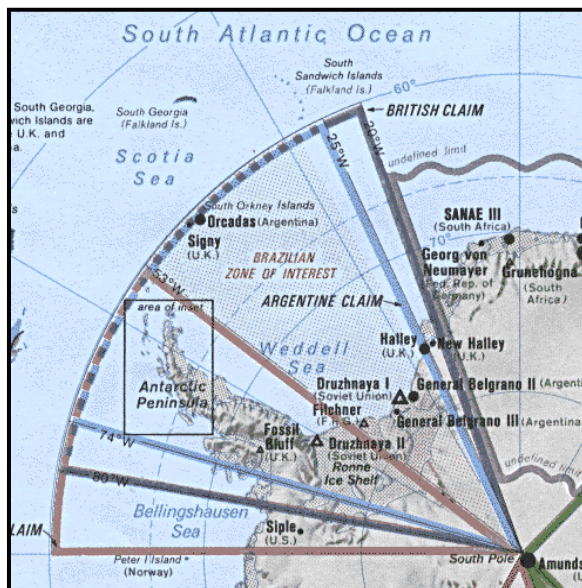 South Atlantic Ocean
South
Sandwich Islands
(Falkland Is.)
60°
South Georgia,
wich Islands are
U.K. and
a.
South Georgia
(Falkland Is.)
BRITISH CLAIM
Scotia
Sea
25°W
20°W
undefined limit
South Orkney Islands
Orcadas (Argentina)
Signy
(U.K.)
SANAE III
(South Africa)
70°
Georg von
Neumayer
(Fed. Rep. of
Germany)
Grunehogna
(South
Africa)
BRAZILIAN
ZONE OF INTEREST
53°W
ARGENTINE CLAIM
area of inset
Weddell
Sea
Halley
(U.K.)
New Halley
(U.K.)
Antarctic
Peninsula
Druzhnaya I
(Soviet Union)
General Belgrano II (Argenti
Filchner
(F.R.G.)
General Belgrano III (Argentina
74°W
Fossil
Bluff
(U.K.)
Druzhnaya II
(Soviet Union)
Ronne
Ice Shelf
undefined limit
80°W
Bellingshausen
Sea
Siple
(U.S.)
CLAIM
South Pole
Amunds
Peter I Island
(Norway)